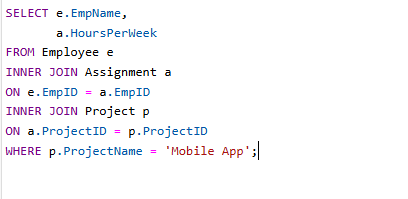 SELECT e.EmpName,
       a.HoursPerWeek
FROM Employee e
INNER JOIN Assignment a
ON e.EmpID = a.EmpID
INNER JOIN Project p
ON a.ProjectID = p.ProjectID
WHERE p.ProjectName = 'Mobile App';